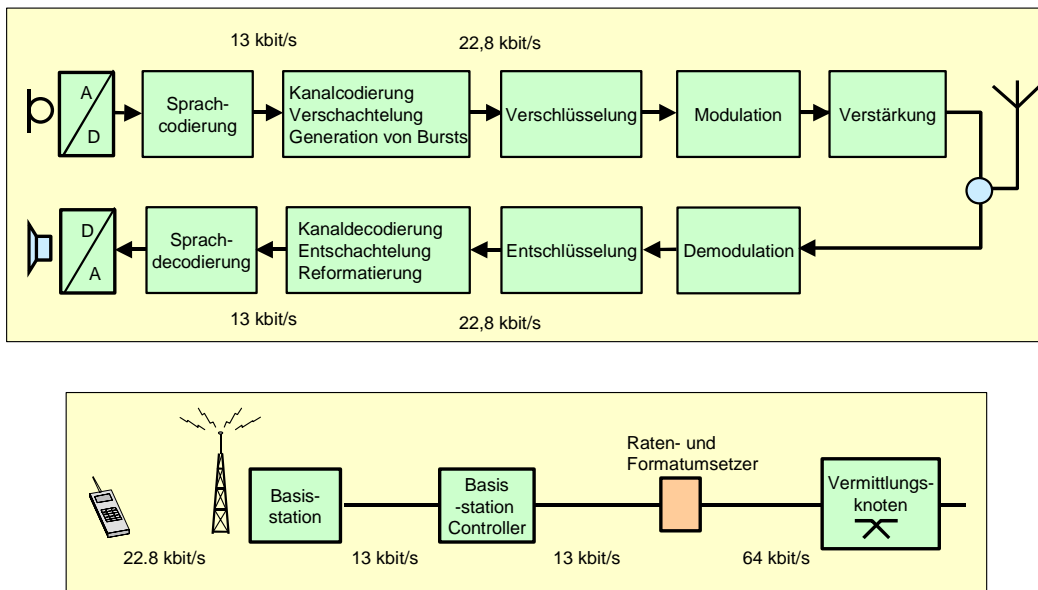 13 kbit/s
22,8 kbit/s
A
D
Sprach-
codierung
Kanalcodierung
Verschachtelung
Generation von Bursts
Verschlüsselung
Modulation
Verstärkung
D
A
Sprach-
decodierung
Kanaldecodierung
Entschachtelung
Reformatierung
Entschlüsselung
Demodulation
13 kbit/s
22,8 kbit/s
Raten- und
Formatumsetzer
Basis-
station
Basis
-station
Controller
Vermittlungs-
knoten
22.8 kbit/s
13 kbit/s
13 kbit/s
64 kbit/s